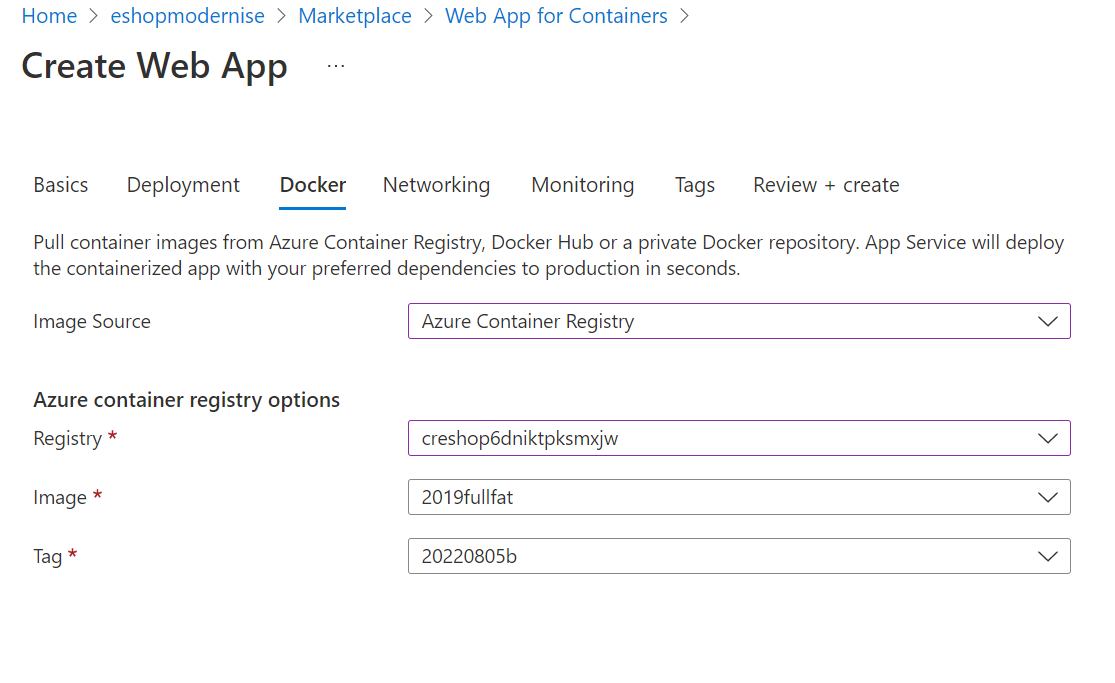 Home > eshopmodernise > Marketplace > Web App for Containers >
Create Web App ...
Basics Deployment Docker Networking Monitoring Tags Review + create
Pull container images from Azure Container Registry, Docker Hub or a private Docker repository. App Service will deploy
the containerized app with your preferred dependencies to production in seconds.
Image Source Azure Container Registry
Azure container registry options
Registry * creshop6dniktpksmxjw
Image * 2019fullfat
Tag * 20220805b